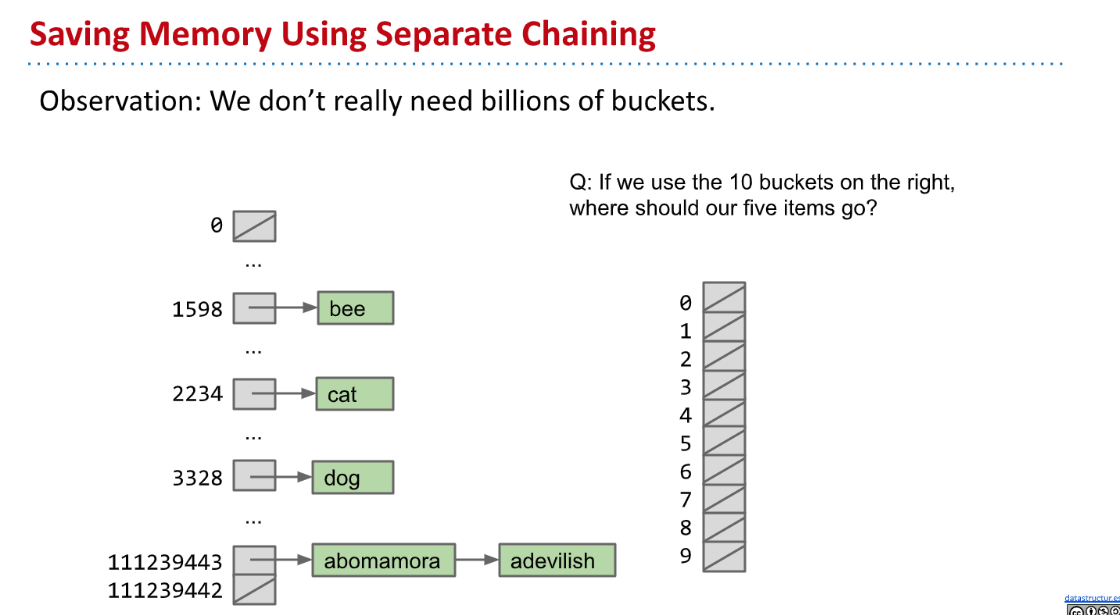 Saving Memory Using Separate Chaining
Observation: We don’t really need billions of buckets.
Q: If we use the 10 buckets on the right,
where should our five items go?
0
...
1598 bee
...
2234 cat
...
3328 dog
...
111239443 abomamora adevilish
111239442
0
1
2
3
4
5
6
7
8
9